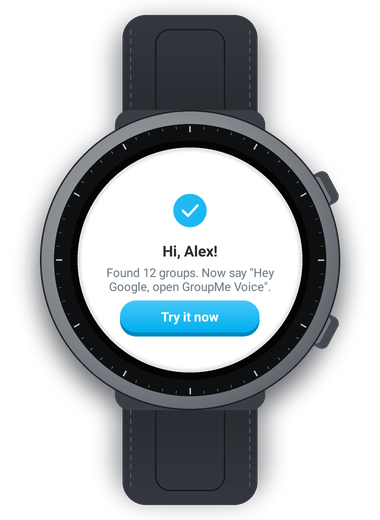 Hi, Alex!
Found 12 groups. Now say "Hey
Google, open GroupMe Voice".
Try it now